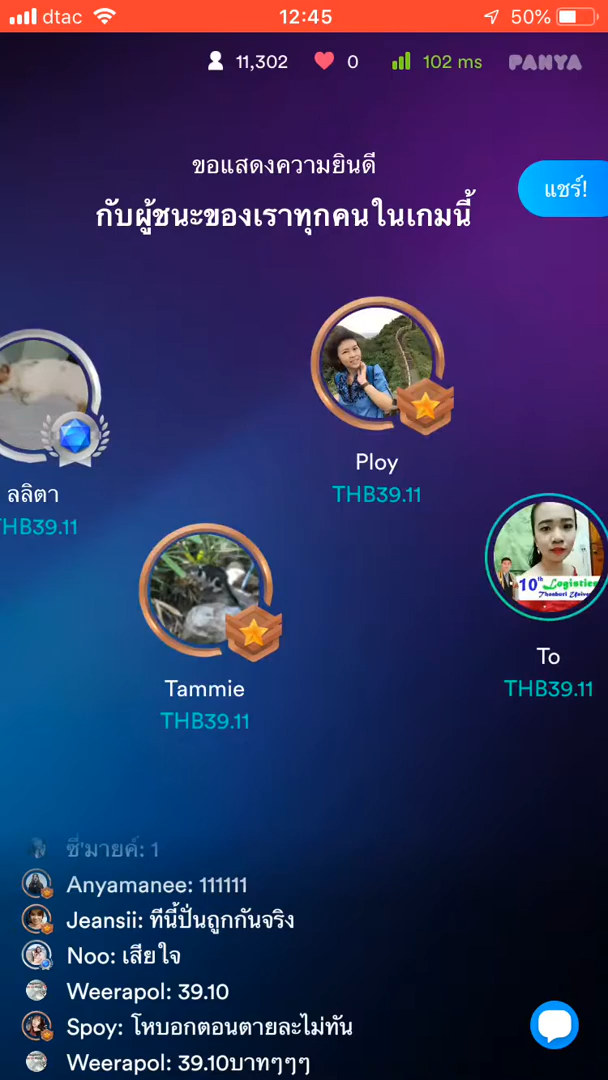 dtac 12:45 50%
11,302 0 102 ms PANYA
ขอแสดงความยินดี
กับผู้ชนะของเราทุกคนในเกมนี้
แชร์!
Ploy
THB39.11
ลลิตา
THB39.11
10th Logistics
Thonburi Unive
To
THB39.11
Tammie
THB39.11
ซี่'มายค์: 1
Anyamanee: 111111
Jeansii: ทีนี้ปั่นถูกกันจริง
Noo: เสียใจ
Weerapol: 39.10
Spoy: โหบอกตอนตายละไม่ทัน
Weerapol: 39.10บาทๆๆๆ